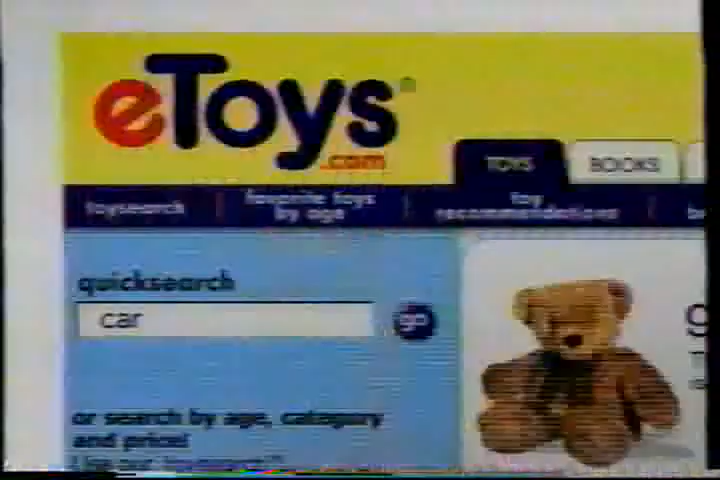 eToys
.com
TOYS
BOOKS
toysearch
favorite toys
by age
toy
recommendations
quicksearch
car
go
or search by age, category
and price!